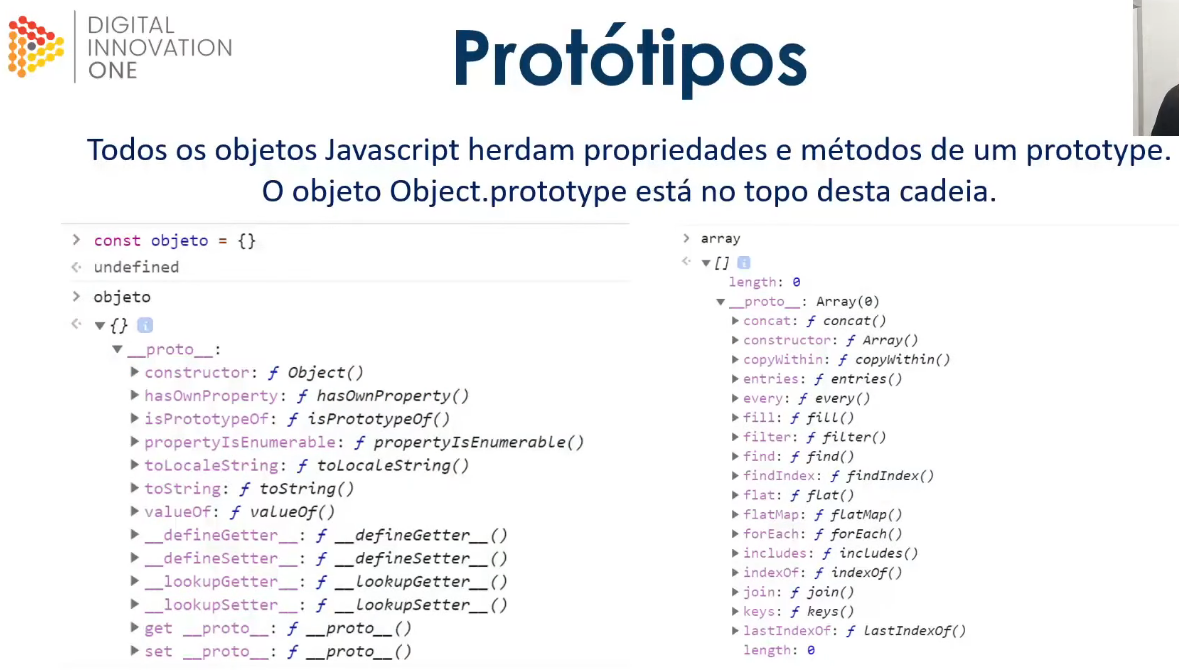 DIGITAL
INNOVATION
ONE
Protótipos
Todos os objetos Javascript herdam propriedades e métodos de um prototype.
O objeto Object.prototype está no topo desta cadeia.
> const objeto = {}
<· undefined
> objeto
<· ▼{} i
▼__proto__:
▶constructor: ƒ Object()
▶hasOwnProperty: ƒ hasOwnProperty()
▶isPrototypeOf: ƒ isPrototypeOf()
▶propertyIsEnumerable: ƒ propertyIsEnumerable()
▶toLocaleString: ƒ toLocaleString()
▶toString: ƒ toString()
▶valueOf: ƒ valueOf()
▶__defineGetter__: ƒ __defineGetter__()
▶__defineSetter__: ƒ __defineSetter__()
▶__lookupGetter__: ƒ __lookupGetter__()
▶__lookupSetter__: ƒ __lookupSetter__()
▶get __proto__: ƒ __proto__()
▶set __proto__: ƒ __proto__()
> array
<· ▼[] i
length: 0
▼__proto__: Array(0)
▶concat: ƒ concat()
▶constructor: ƒ Array()
▶copyWithin: ƒ copyWithin()
▶entries: ƒ entries()
▶every: ƒ every()
▶fill: ƒ fill()
▶filter: ƒ filter()
▶find: ƒ find()
▶findIndex: ƒ findIndex()
▶flat: ƒ flat()
▶flatMap: ƒ flatMap()
▶forEach: ƒ forEach()
▶includes: ƒ includes()
▶indexOf: ƒ indexOf()
▶join: ƒ join()
▶keys: ƒ keys()
▶lastIndexOf: ƒ lastIndexOf()
length: 0